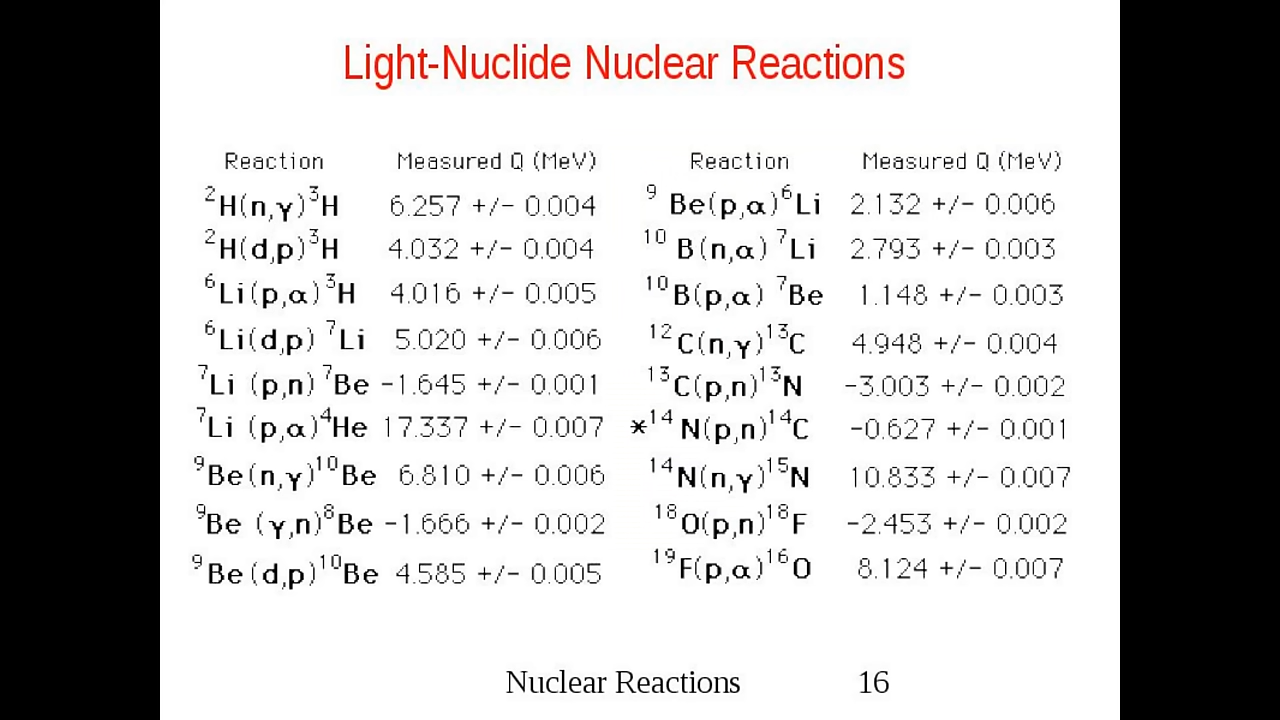 Light-Nuclide Nuclear Reactions
Reaction Measured Q (MeV) Reaction Measured Q (MeV)
²H(n,γ)³H 6.257 +/- 0.004 ⁹Be(p,α)⁶Li 2.132 +/- 0.006
²H(d,p)³H 4.032 +/- 0.004 ¹⁰B(n,α)⁷Li 2.793 +/- 0.003
⁶Li(p,α)³H 4.016 +/- 0.005 ¹⁰B(p,α) ⁷Be 1.148 +/- 0.003
⁶Li(d,p) ⁷Li 5.020 +/- 0.006 ¹²C(n,γ)¹³C 4.948 +/- 0.004
⁷Li (p,n) ⁷Be -1.645 +/- 0.001 ¹³C(p,n)¹³N -3.003 +/- 0.002
⁷Li (p,α)⁴He 17.337 +/- 0.007 *¹⁴N(p,n)¹⁴C -0.627 +/- 0.001
⁹Be(n,γ)¹⁰Be 6.810 +/- 0.006 ¹⁴N(n,γ)¹⁵N 10.833 +/- 0.007
⁹Be (γ,n)⁸Be -1.666 +/- 0.002 ¹⁸O(p,n)¹⁸F -2.453 +/- 0.002
⁹Be(d,p)¹⁰Be 4.585 +/- 0.005 ¹⁹F(p,α)¹⁶O 8.124 +/- 0.007
Nuclear Reactions 16